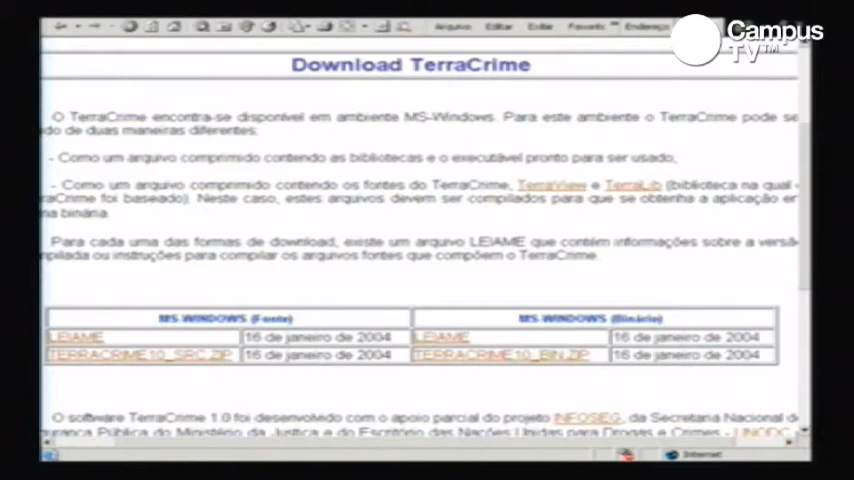 Arquivo Editar Exibir Favoritos Endereço
Campus
TV™
Download TerraCrime
O TerraCrime encontra-se disponível em ambiente MS-Windows. Para este ambiente o TerraCrime pode se
do de duas maneiras diferentes:
- Como um arquivo comprimido contendo as bibliotecas e o executável pronto para ser usado;
- Como um arquivo comprimido contendo os fontes do TerraCrime, TerraView e TerraLib (biblioteca na qual
raCrime foi baseado). Neste caso, estes arquivos devem ser compilados para que se obtenha a aplicação er
ma binária.
Para cada uma das formas de download, existe um arquivo LEIAME que contém informações sobre a versã
pilada ou instruções para compilar os arquivos fontes que compõem o TerraCrime.
MS-WINDOWS (Fonte) MS-WINDOWS (Binário)
LEIAME 16 de janeiro de 2004 LEIAME 16 de janeiro de 2004
TERRACRIME10_SRC.ZIP 16 de janeiro de 2004 TERRACRIME10_BIN.ZIP 16 de janeiro de 2004
O software TerraCrime 1.0 foi desenvolvido com o apoio parcial do projeto INFOSEG, da Secretaria Nacional d
urança Pública do Ministério da Justiça e do Escritório das Nações Unidas para Drogas e Crimes - UNODC
Internet